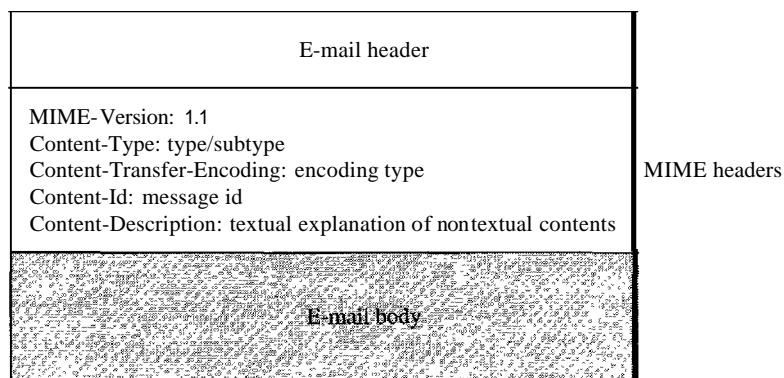 E-mail header
MIME-Version: 1.1
Content-Type: type/subtype
Content-Transfer-Encoding: encoding type
Content-Id: message id
Content-Description: textual explanation of nontextual contents
MIME headers
E-mail body